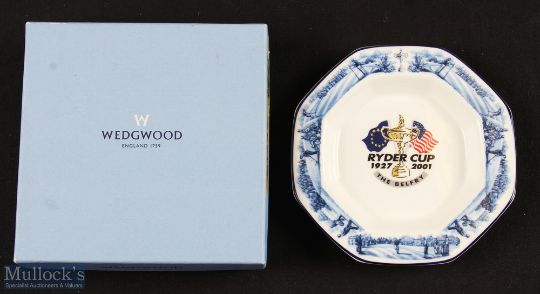 WEDGWOOD
ENGLAND 1759
RYDER CUP
1927 2001
THE BELFRY
Mullock's
Specialist Auctioneers & Valuers